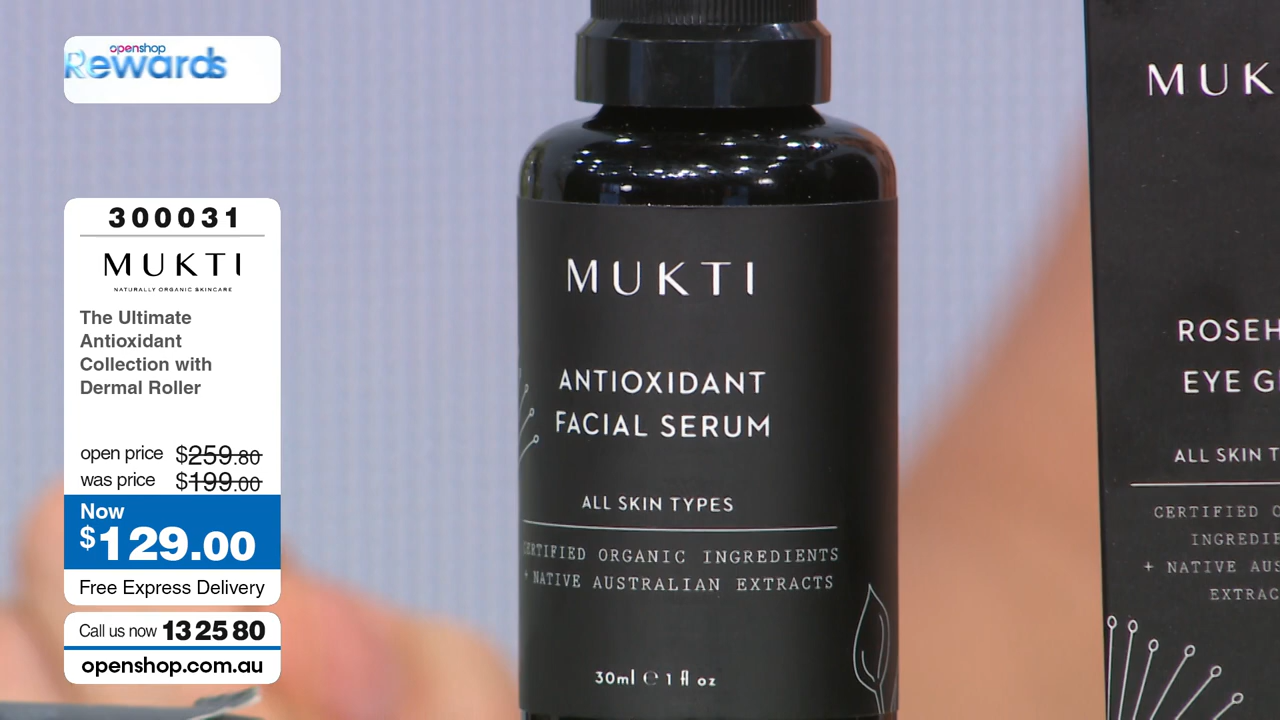 openshop
Rewards
300031
MUKTI
NATURALLY ORGANIC SKINCARE
The Ultimate
Antioxidant
Collection with
Dermal Roller
open price $259.80
was price $199.00
Now
$129.00
Free Express Delivery
Call us now 13 25 80
openshop.com.au
MUKTI
ANTIOXIDANT
FACIAL SERUM
ALL SKIN TYPES
CERTIFIED ORGANIC INGREDIENTS
+ NATIVE AUSTRALIAN EXTRACTS
30ml e 1 fl oz
MUK
ROSEH
EYE G
ALL SKIN T
CERTIFIED O
INGREDIE
+ NATIVE AUS
EXTRAC